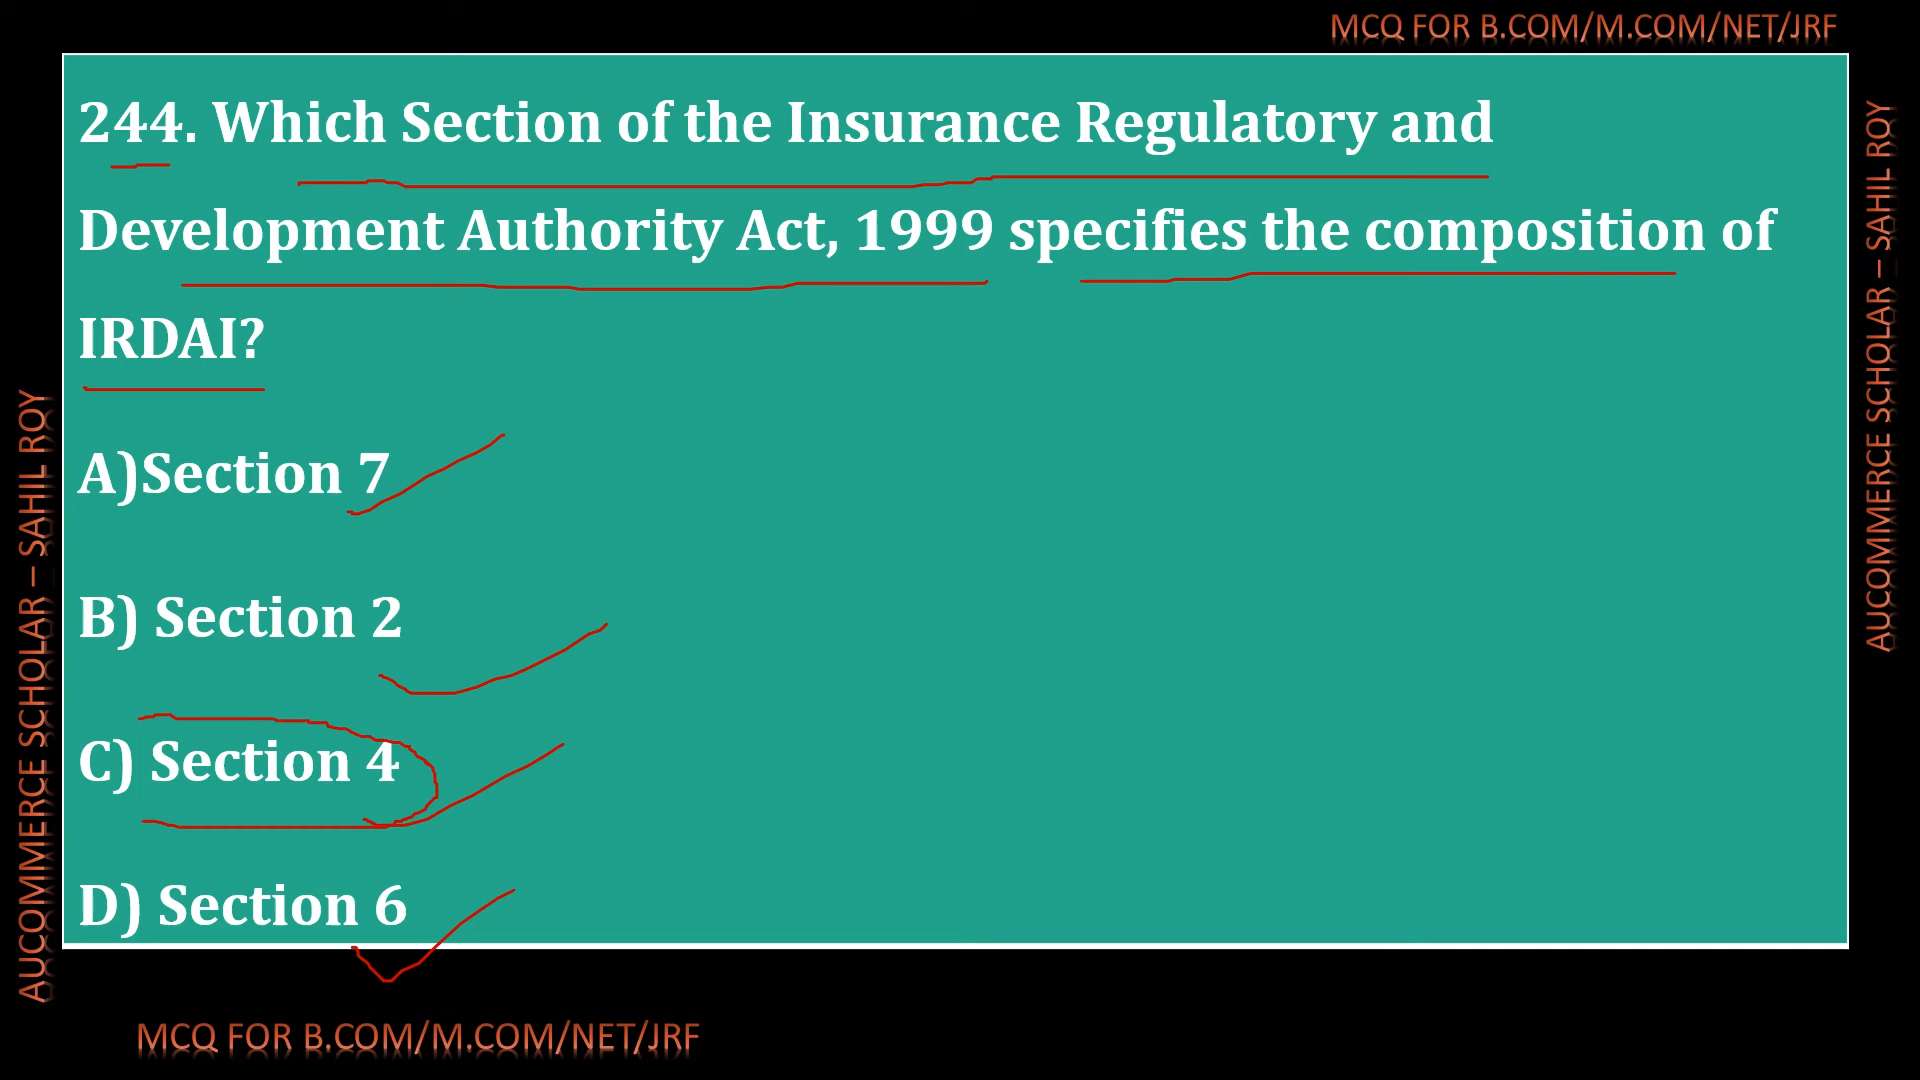 MCQ FOR B.COM/M.COM/NET/JRF
244. Which Section of the Insurance Regulatory and
Development Authority Act, 1999 specifies the composition of
IRDAI?
A)Section 7
B) Section 2
C) Section 4
D) Section 6
AUCOMMERCE SCHOLAR – SAHIL ROY
AUCOMMERCE SCHOLAR – SAHIL ROY
MCQ FOR B.COM/M.COM/NET/JRF